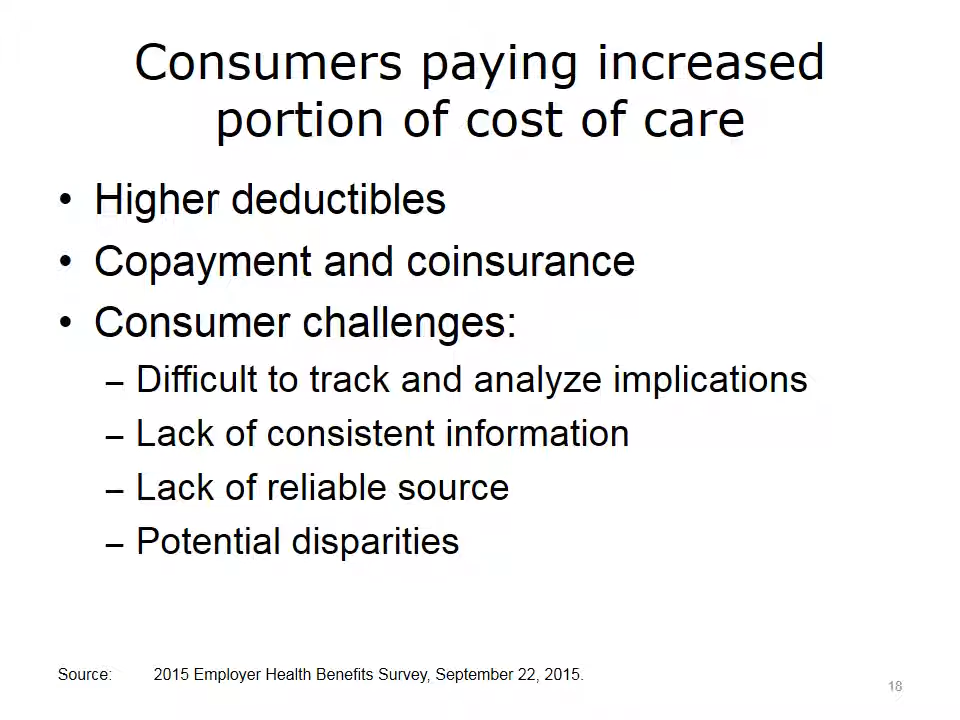 Consumers paying increased
portion of cost of care
• Higher deductibles
• Copayment and coinsurance
• Consumer challenges:
– Difficult to track and analyze implications
– Lack of consistent information
– Lack of reliable source
– Potential disparities
Source: 2015 Employer Health Benefits Survey, September 22, 2015.
18